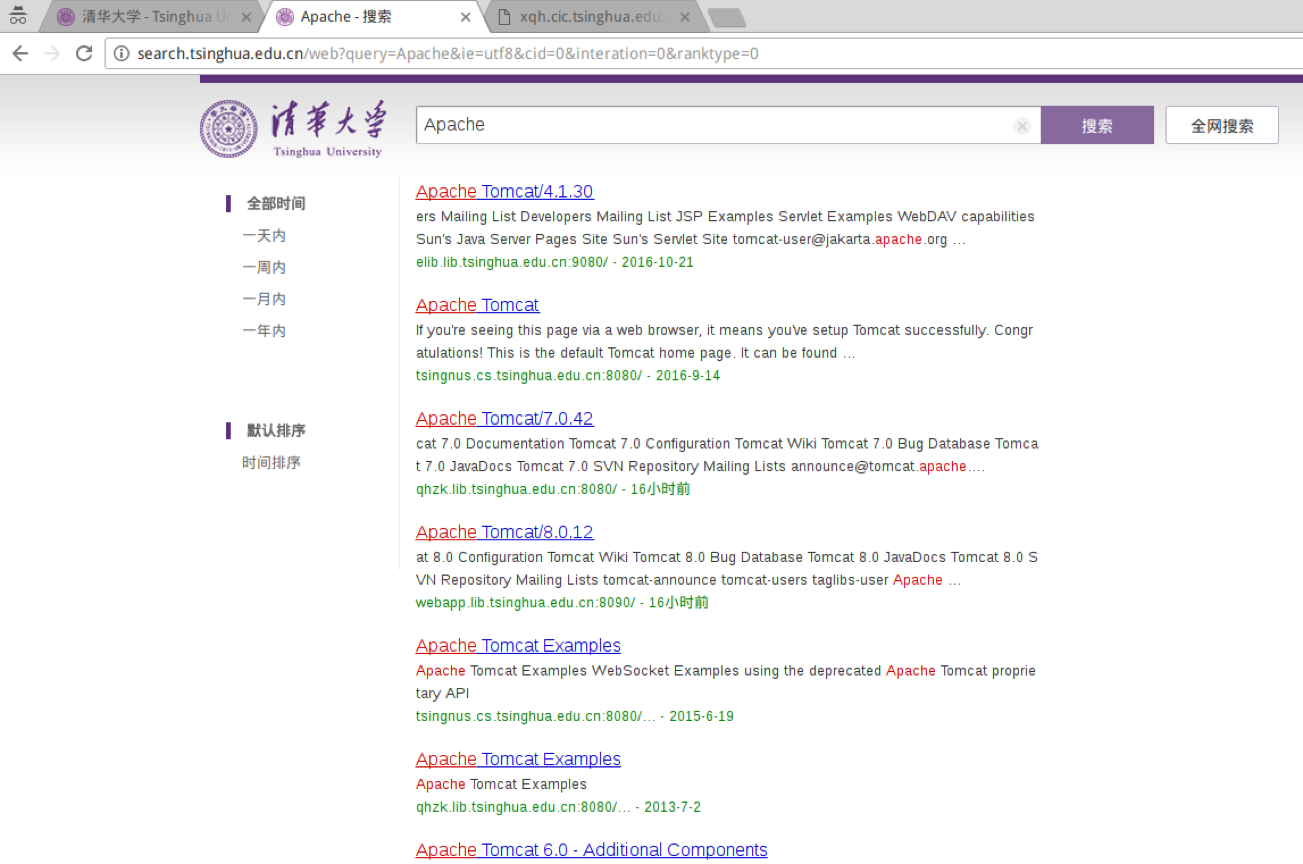 清华大学 - Tsinghua U
Apache - 搜索
xqh.cic.tsinghua.edu.
search.tsinghua.edu.cn/web?query=Apache&ie=utf8&cid=0&interation=0&ranktype=0
清華大学
Tsinghua University
Apache
搜索
全网搜索
全部时间
一天内
一周内
一月内
一年内
默认排序
时间排序
Apache Tomcat/4.1.30
ers Mailing List Developers Mailing List JSP Examples Servlet Examples WebDAV capabilities
Sun's Java Server Pages Site Sun's Servlet Site tomcat-user@jakarta.apache.org ...
elib.lib.tsinghua.edu.cn:9080/ - 2016-10-21
Apache Tomcat
If you're seeing this page via a web browser, it means you've setup Tomcat successfully. Congr
atulations! This is the default Tomcat home page. It can be found ...
tsingnus.cs.tsinghua.edu.cn:8080/ - 2016-9-14
Apache Tomcat/7.0.42
cat 7.0 Documentation Tomcat 7.0 Configuration Tomcat Wiki Tomcat 7.0 Bug Database Tomca
t 7.0 JavaDocs Tomcat 7.0 SVN Repository Mailing Lists announce@tomcat.apache....
qhzk.lib.tsinghua.edu.cn:8080/ - 16小时前
Apache Tomcat/8.0.12
at 8.0 Configuration Tomcat Wiki Tomcat 8.0 Bug Database Tomcat 8.0 JavaDocs Tomcat 8.0 S
VN Repository Mailing Lists tomcat-announce tomcat-users taglibs-user Apache ...
webapp.lib.tsinghua.edu.cn:8090/ - 16小时前
Apache Tomcat Examples
Apache Tomcat Examples WebSocket Examples using the deprecated Apache Tomcat proprie
tary API
tsingnus.cs.tsinghua.edu.cn:8080/... - 2015-6-19
Apache Tomcat Examples
Apache Tomcat Examples
qhzk.lib.tsinghua.edu.cn:8080/... - 2013-7-2
Apache Tomcat 6.0 - Additional Components